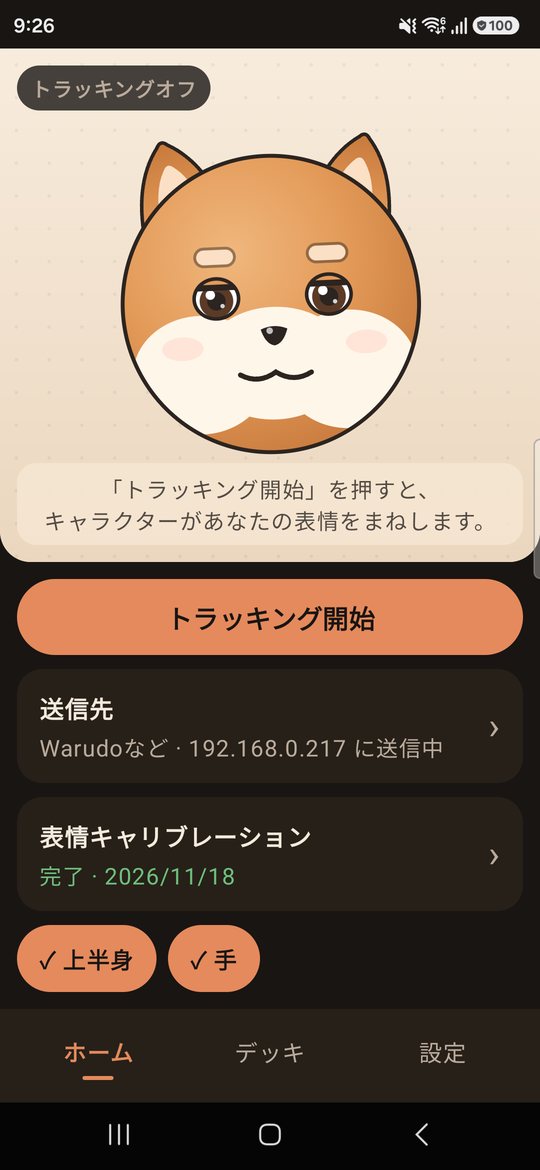 9:26
6
100
トラッキングオフ
「トラッキング開始」を押すと、
キャラクターがあなたの表情をまねします。
トラッキング開始
送信先
Warudoなど · 192.168.0.217 に送信中
表情キャリブレーション
完了 · 2026/11/18
✓ 上半身 ✓ 手
ホーム デッキ 設定